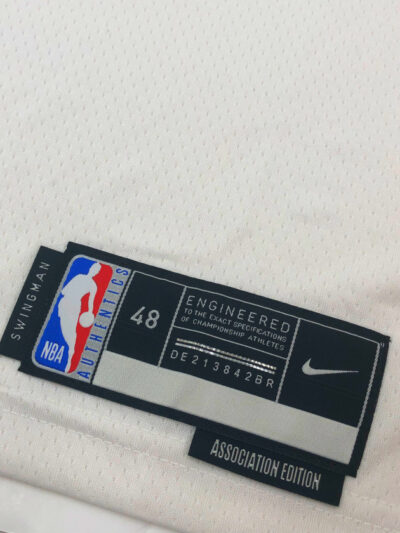 SWINGMAN
NBA
AUTHENTICS
48
ENGINEERED
TO THE EXACT SPECIFICATIONS
OF CHAMPIONSHIP ATHLETES
DE213842BR
ASSOCIATION EDITION